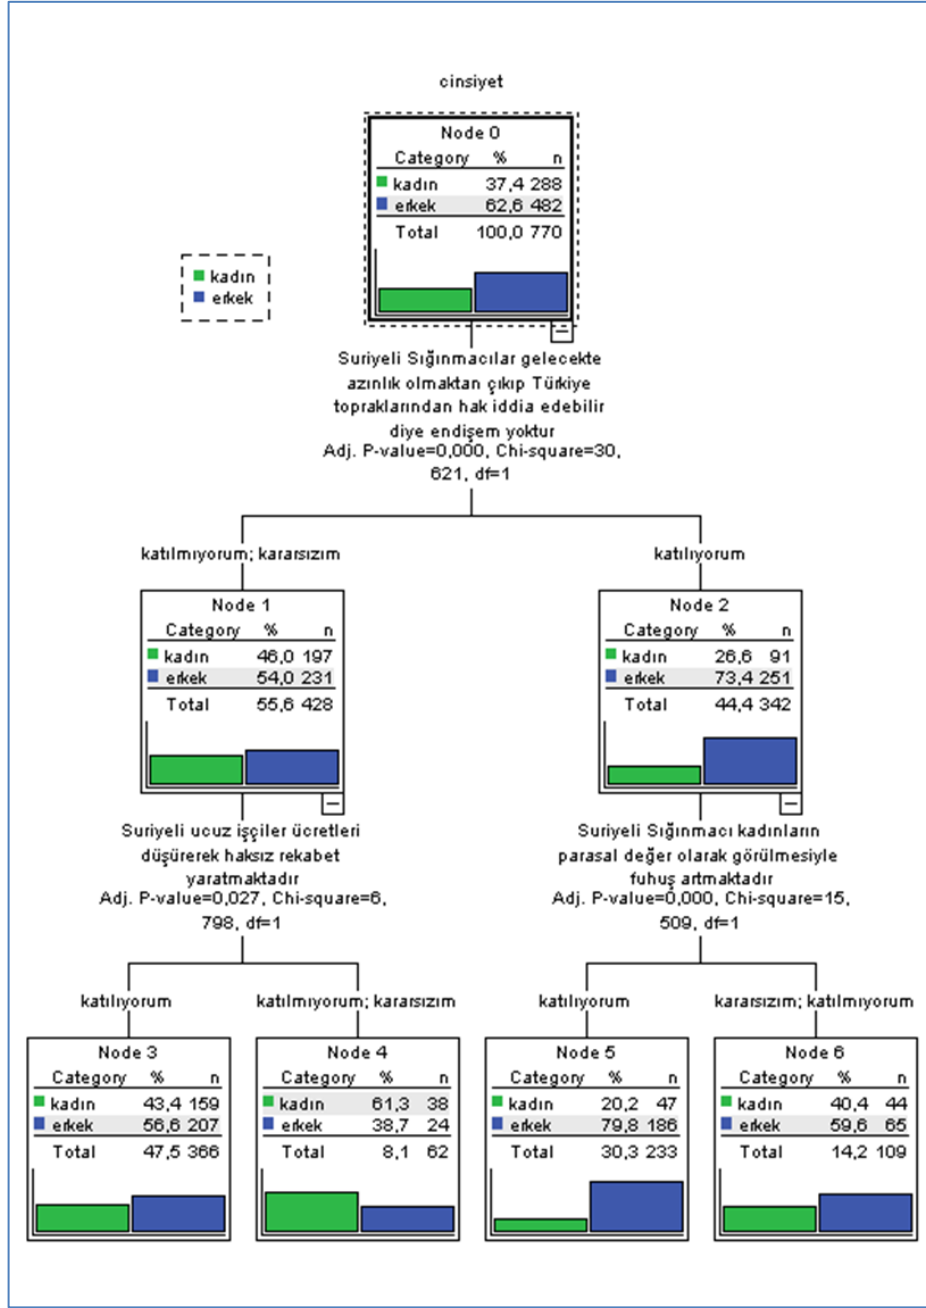 cinsiyet
Node 0
Category % n
kadın 37,4 288
erkek 62,6 482
Total 100,0 770
kadın
erkek
Suriyeli Sığınmacılar gelecekte
azınlık olmaktan çıkıp Türkiye
topraklarından hak iddia edebilir
diye endişem yoktur
Adj. P-value=0,000, Chi-square=30,
621, df=1
katılmıyorum; kararsızım
katılıyorum
Node 1
Category % n
kadın 46,0 197
erkek 54,0 231
Total 55,6 428
Node 2
Category % n
kadın 26,6 91
erkek 73,4 251
Total 44,4 342
Suriyeli ucuz işçiler ücretleri
düşürerek haksız rekabet
yaratmaktadır
Adj. P-value=0,027, Chi-square=6,
798, df=1
Suriyeli Sığınmacı kadınların
parasal değer olarak görülmesiyle
fuhuş artmaktadır
Adj. P-value=0,000, Chi-square=15,
509, df=1
katılıyorum
katılmıyorum; kararsızım
katılıyorum
kararsızım; katılmıyorum
Node 3
Category % n
kadın 43,4 159
erkek 56,6 207
Total 47,5 366
Node 4
Category % n
kadın 61,3 38
erkek 38,7 24
Total 8,1 62
Node 5
Category % n
kadın 20,2 47
erkek 79,8 186
Total 30,3 233
Node 6
Category % n
kadın 40,4 44
erkek 59,6 65
Total 14,2 109